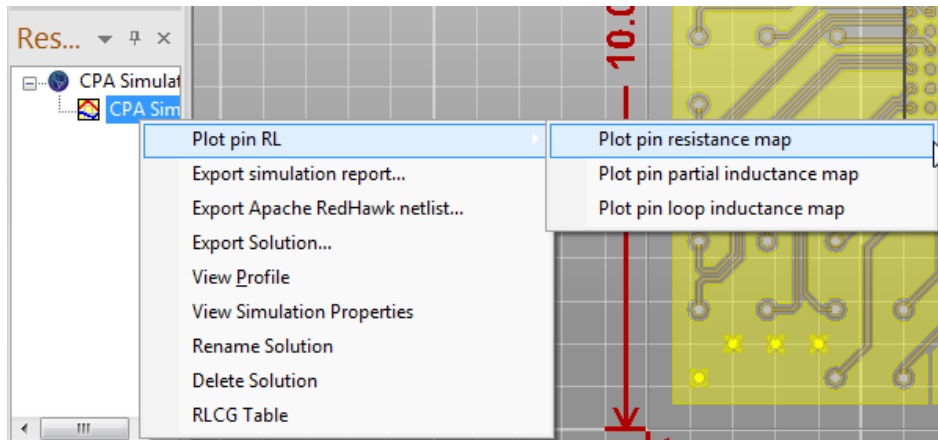 Res...
CPA Simulat
CPA Sim
Plot pin RL
Export simulation report...
Export Apache RedHawk netlist...
Export Solution...
View Profile
View Simulation Properties
Rename Solution
Delete Solution
RLCG Table
Plot pin resistance map
Plot pin partial inductance map
Plot pin loop inductance map
10.0